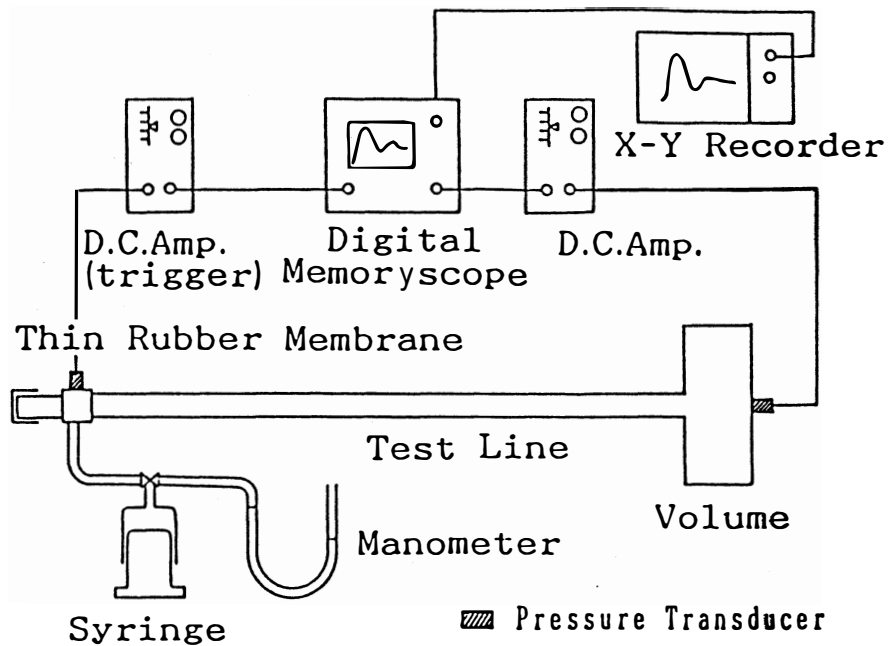 X-Y Recorder
D.C.Amp.
(trigger)
Digital
Memoryscope
D.C.Amp.
Thin Rubber Membrane
Test Line
Volume
Manometer
Syringe
Pressure Transducer